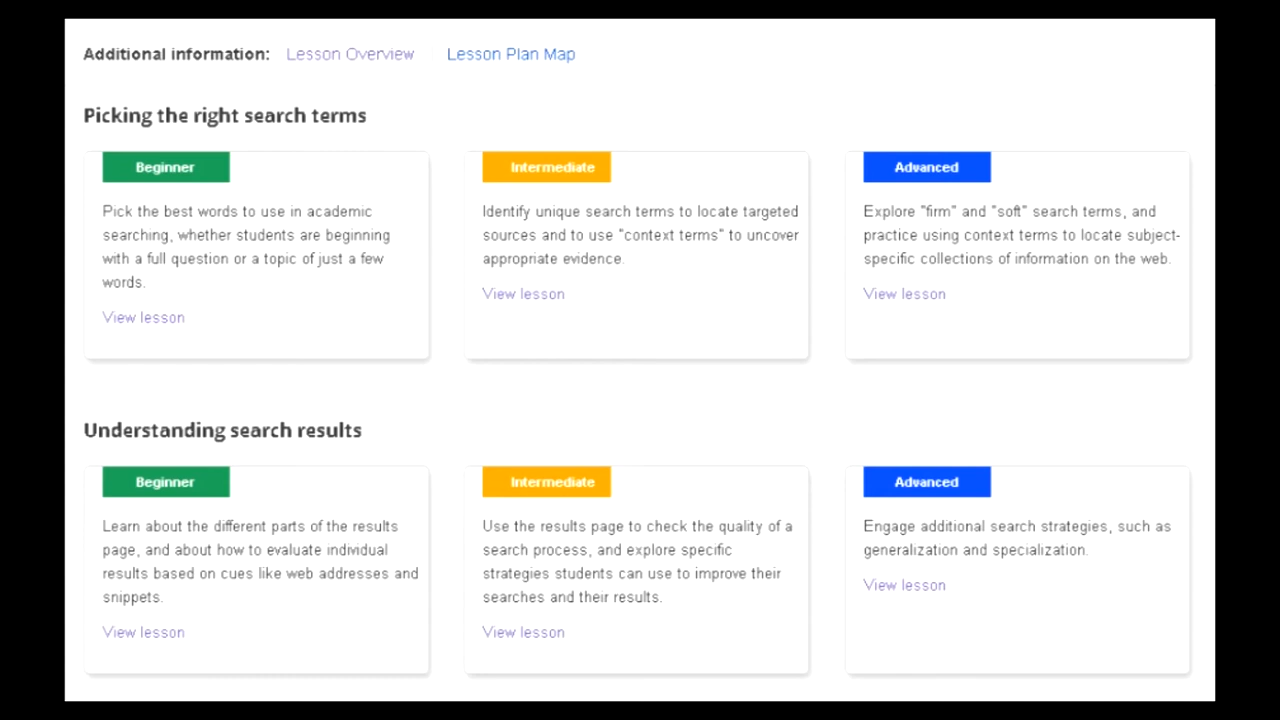 Additional information: Lesson Overview Lesson Plan Map
Picking the right search terms
Beginner
Pick the best words to use in academic
searching, whether students are beginning
with a full question or a topic of just a few
words.
View lesson
Intermediate
Identify unique search terms to locate targeted
sources and to use "context terms" to uncover
appropriate evidence.
View lesson
Advanced
Explore "firm" and "soft" search terms, and
practice using context terms to locate subject-
specific collections of information on the web.
View lesson
Understanding search results
Beginner
Learn about the different parts of the results
page, and about how to evaluate individual
results based on cues like web addresses and
snippets.
View lesson
Intermediate
Use the results page to check the quality of a
search process, and explore specific
strategies students can use to improve their
searches and their results.
View lesson
Advanced
Engage additional search strategies, such as
generalization and specialization.
View lesson